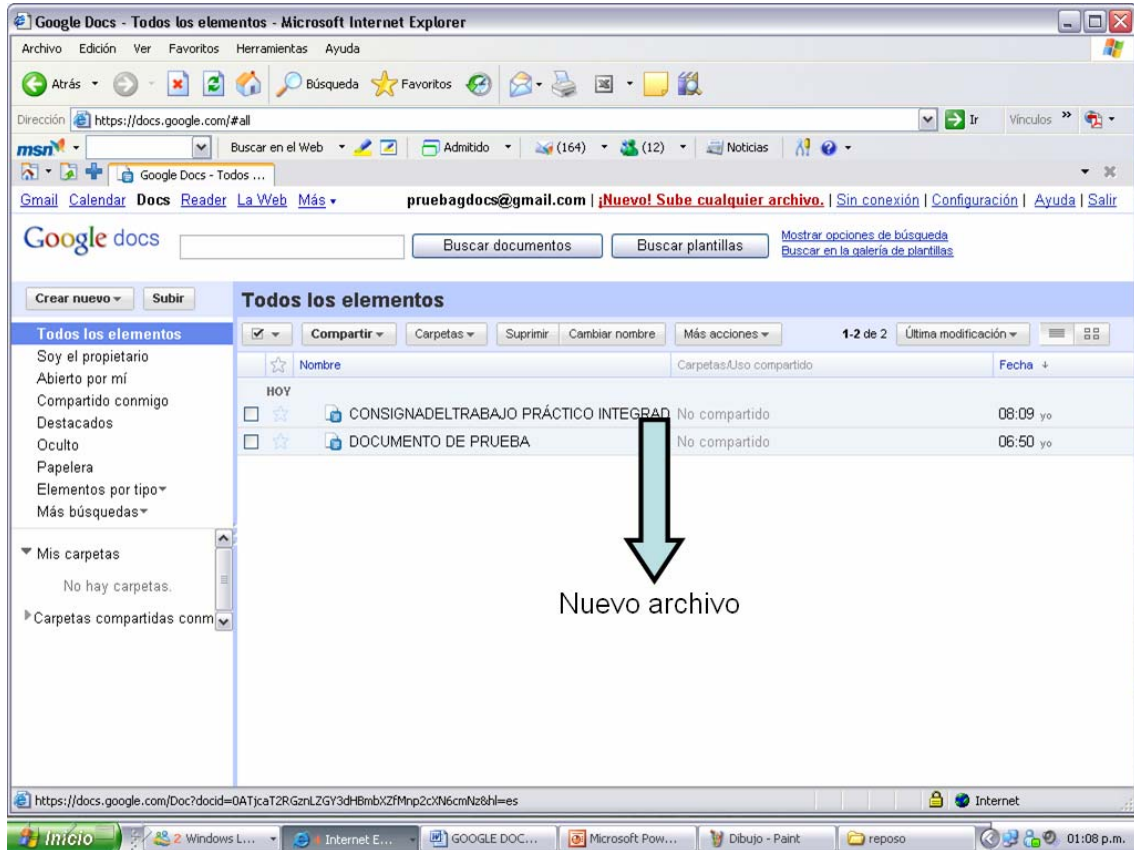 Google Docs - Todos los elementos - Microsoft Internet Explorer
Archivo Edición Ver Favoritos Herramientas Ayuda
Atrás Búsqueda Favoritos
Dirección https://docs.google.com/#all Ir Vínculos »
msn Buscar en el Web Admitido (164) (12) Noticias
Google Docs - Todos ...
Gmail Calendar Docs Reader La Web Más pruebagdocs@gmail.com | ¡Nuevo! Sube cualquier archivo. | Sin conexión | Configuración | Ayuda | Salir
Google docs Buscar documentos Buscar plantillas Mostrar opciones de búsqueda
Buscar en la galería de plantillas
Crear nuevo Subir Todos los elementos
Todos los elementos Compartir Carpetas Suprimir Cambiar nombre Más acciones 1-2 de 2 Última modificación
Soy el propietario Nombre Carpetas/Uso compartido Fecha
Abierto por mí
Compartido conmigo HOY
CONSIGNADELTRABAJO PRÁCTICO INTEGRAD No compartido 08:09 yo
Destacados
Oculto DOCUMENTO DE PRUEBA No compartido 06:50 yo
Papelera
Elementos por tipo
Más búsquedas
Mis carpetas
No hay carpetas.
Nuevo archivo
Carpetas compartidas conm
https://docs.google.com/Doc?docid=0ATjcaT2RGznLZGY3dHBmbXZfMnp2cXN6cmNz&hl=es Internet
Inicio 2 Windows L... 4 Internet E... GOOGLE DOC... Microsoft Pow... Dibujo - Paint reposo 01:08 p.m.